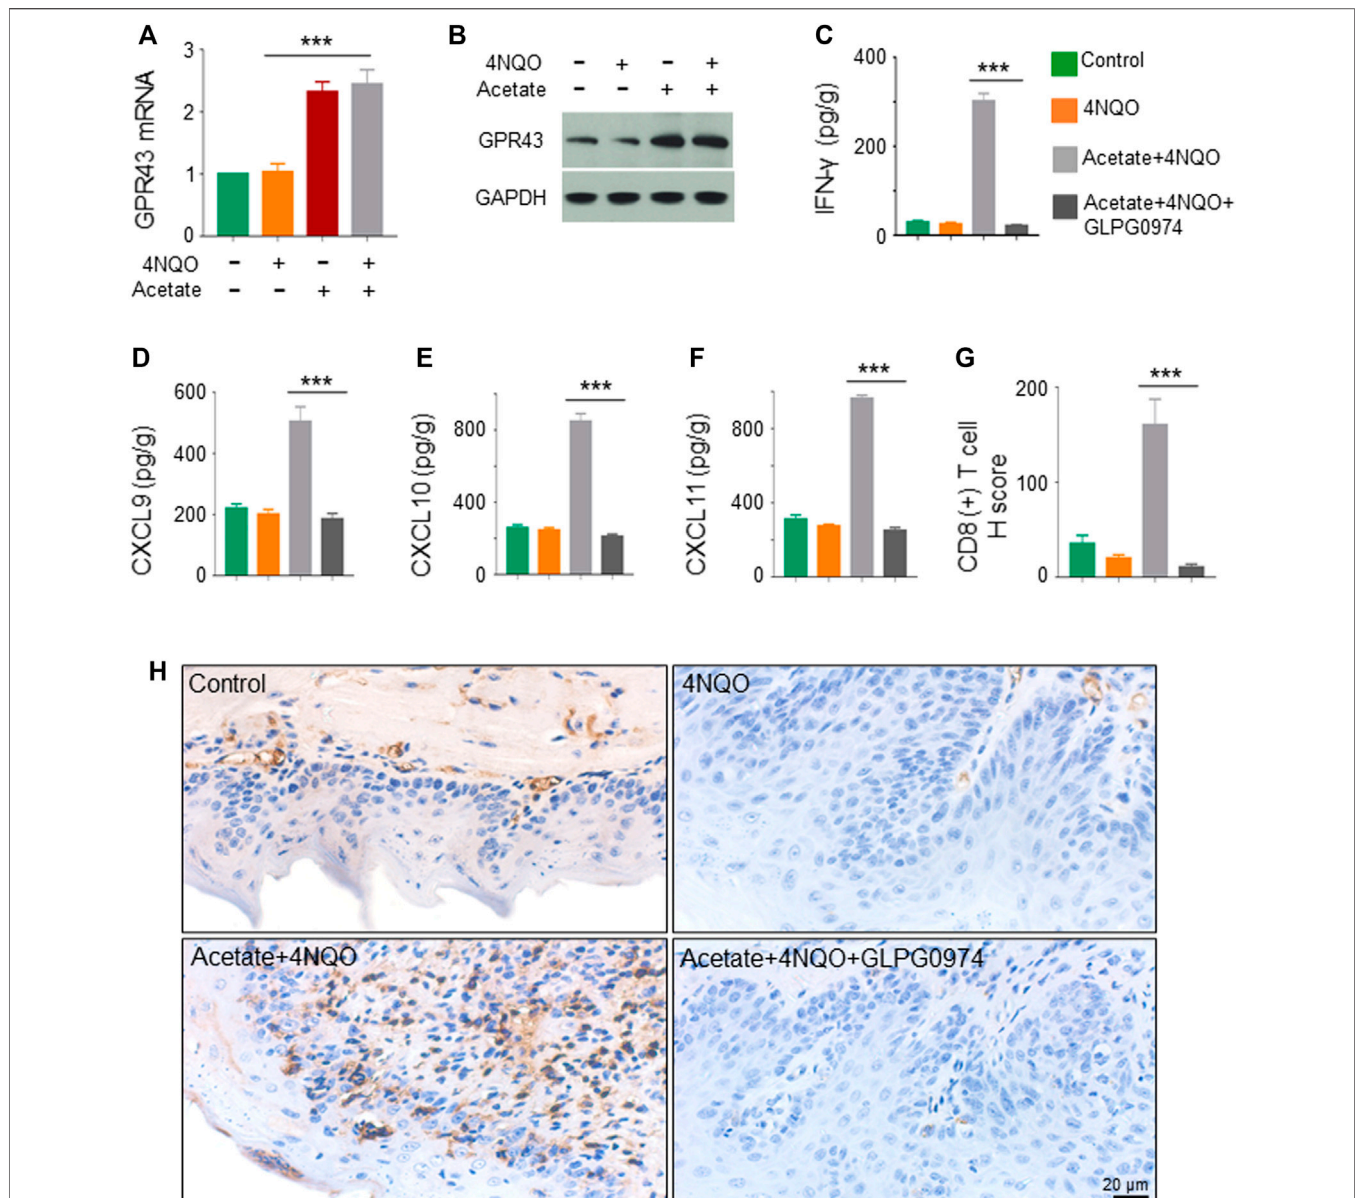 A
***
GPR43 mRNA
3
2
1
0
4NQO - + - +
Acetate - - + +
B
4NQO - + - +
Acetate - - + +
GPR43
GAPDH
C
***
IFN-γ (pg/g)
400
200
0
Control
4NQO
Acetate+4NQO
Acetate+4NQO+
GLPG0974
D
***
CXCL9 (pg/g)
600
400
200
0
E
***
CXCL10 (pg/g)
800
400
0
F
***
CXCL11 (pg/g)
800
400
0
G
***
CD8 (+) T cell
H score
200
100
0
H
Control
4NQO
Acetate+4NQO
Acetate+4NQO+GLPG0974
20 µm